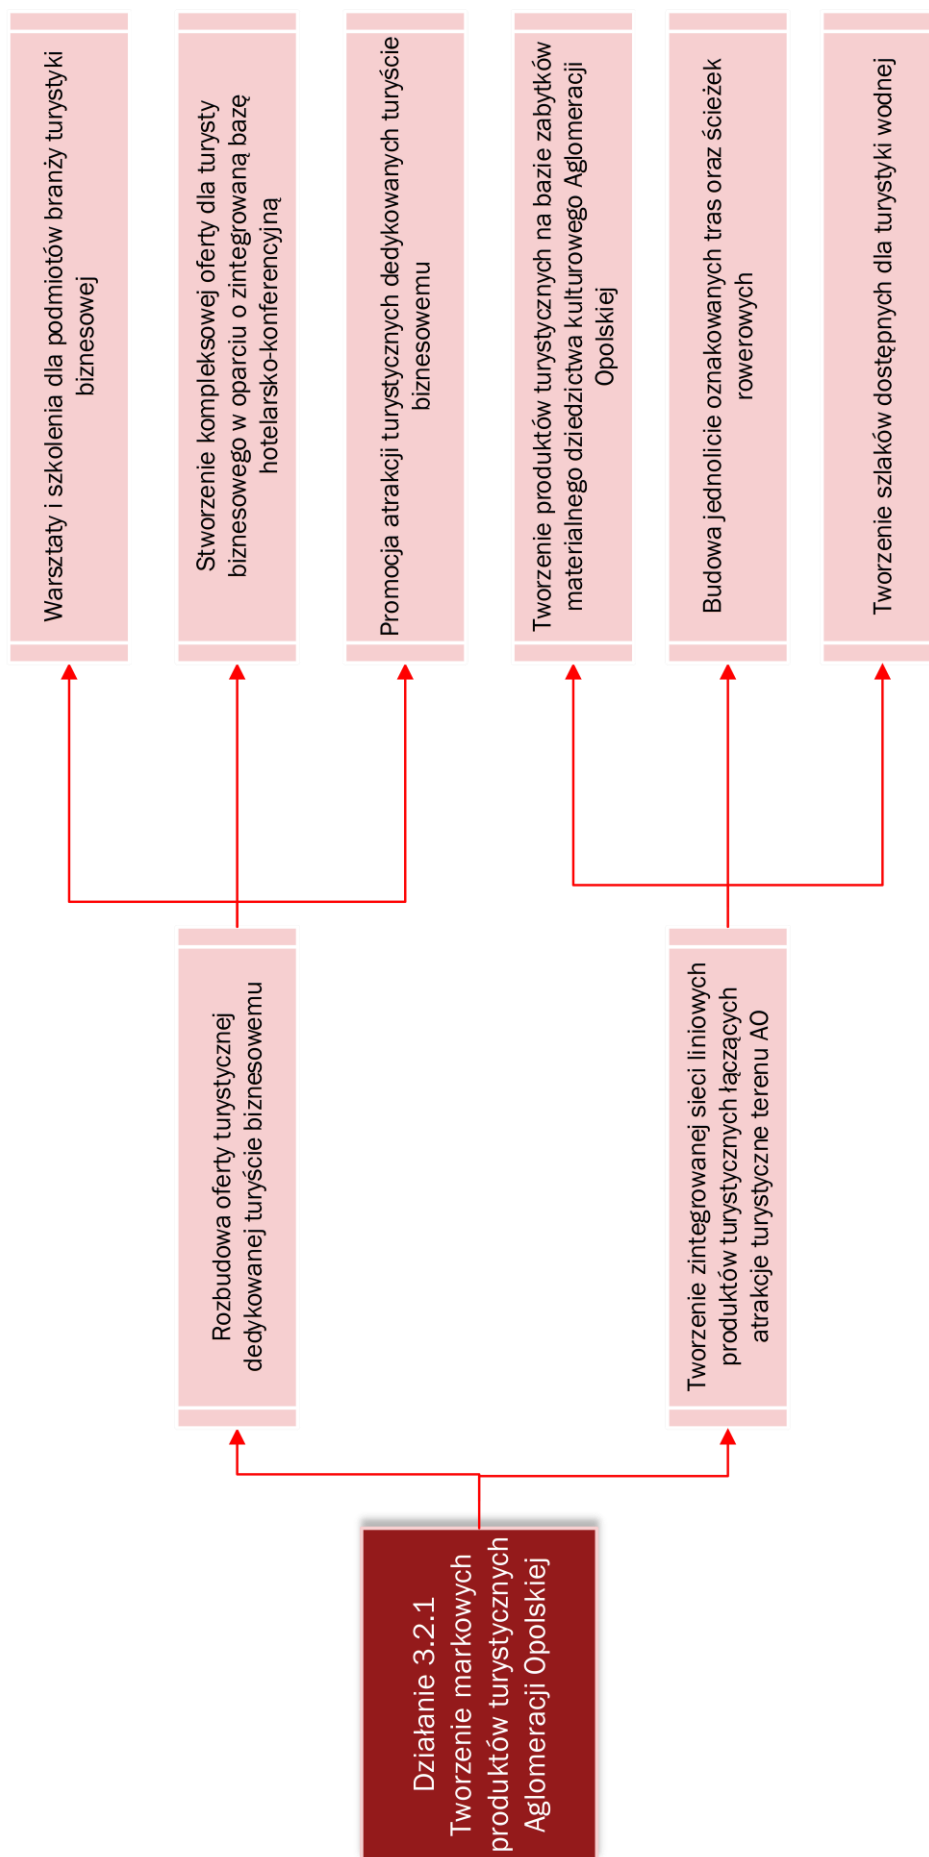 Działanie 3.2.1
Tworzenie markowych
produktów turystycznych
Aglomeracji Opolskiej
Rozbudowa oferty turystycznej
dedykowanej turyście biznesowemu
Warsztaty i szkolenia dla podmiotów branży turystyki
biznesowej
Stworzenie kompleksowej oferty dla turysty
biznesowego w oparciu o zintegrowaną bazę
hotelarsko-konferencyjną
Promocja atrakcji turystycznych dedykowanych turyście
biznesowemu
Tworzenie zintegrowanej sieci liniowych
produktów turystycznych łączących
atrakcje turystyczne terenu AO
Tworzenie produktów turystycznych na bazie zabytków
materialnego dziedzictwa kulturowego Aglomeracji
Opolskiej
Budowa jednolicie oznakowanych tras oraz ścieżek
rowerowych
Tworzenie szlaków dostępnych dla turystyki wodnej